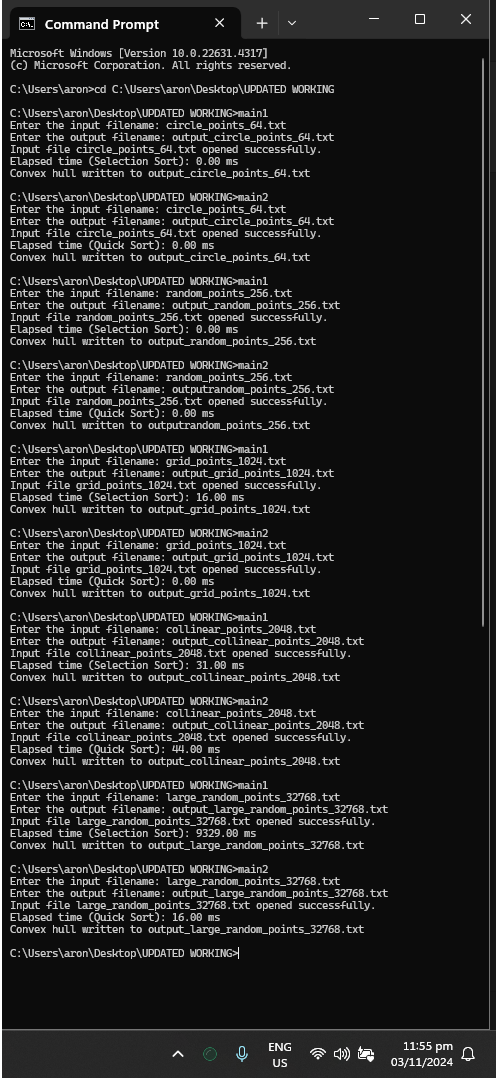 Command Prompt
Microsoft Windows [Version 10.0.22631.4317]
(c) Microsoft Corporation. All rights reserved.
C:\Users\aron>cd C:\Users\aron\Desktop\UPDATED WORKING
C:\Users\aron\Desktop\UPDATED WORKING>main1
Enter the input filename: circle_points_64.txt
Enter the output filename: output_circle_points_64.txt
Input file circle_points_64.txt opened successfully.
Elapsed time (Selection Sort): 0.00 ms
Convex hull written to output_circle_points_64.txt
C:\Users\aron\Desktop\UPDATED WORKING>main2
Enter the input filename: circle_points_64.txt
Enter the output filename: output_circle_points_64.txt
Input file circle_points_64.txt opened successfully.
Elapsed time (Quick Sort): 0.00 ms
Convex hull written to output_circle_points_64.txt
C:\Users\aron\Desktop\UPDATED WORKING>main1
Enter the input filename: random_points_256.txt
Enter the output filename: output_random_points_256.txt
Input file random_points_256.txt opened successfully.
Elapsed time (Selection Sort): 0.00 ms
Convex hull written to output_random_points_256.txt
C:\Users\aron\Desktop\UPDATED WORKING>main2
Enter the input filename: random_points_256.txt
Enter the output filename: outputrandom_points_256.txt
Input file random_points_256.txt opened successfully.
Elapsed time (Quick Sort): 0.00 ms
Convex hull written to outputrandom_points_256.txt
C:\Users\aron\Desktop\UPDATED WORKING>main1
Enter the input filename: grid_points_1024.txt
Enter the output filename: output_grid_points_1024.txt
Input file grid_points_1024.txt opened successfully.
Elapsed time (Selection Sort): 16.00 ms
Convex hull written to output_grid_points_1024.txt
C:\Users\aron\Desktop\UPDATED WORKING>main2
Enter the input filename: grid_points_1024.txt
Enter the output filename: output_grid_points_1024.txt
Input file grid_points_1024.txt opened successfully.
Elapsed time (Quick Sort): 0.00 ms
Convex hull written to output_grid_points_1024.txt
C:\Users\aron\Desktop\UPDATED WORKING>main1
Enter the input filename: collinear_points_2048.txt
Enter the output filename: output_collinear_points_2048.txt
Input file collinear_points_2048.txt opened successfully.
Elapsed time (Selection Sort): 31.00 ms
Convex hull written to output_collinear_points_2048.txt
C:\Users\aron\Desktop\UPDATED WORKING>main2
Enter the input filename: collinear_points_2048.txt
Enter the output filename: output_collinear_points_2048.txt
Input file collinear_points_2048.txt opened successfully.
Elapsed time (Quick Sort): 44.00 ms
Convex hull written to output_collinear_points_2048.txt
C:\Users\aron\Desktop\UPDATED WORKING>main1
Enter the input filename: large_random_points_32768.txt
Enter the output filename: output_large_random_points_32768.txt
Input file large_random_points_32768.txt opened successfully.
Elapsed time (Selection Sort): 9329.00 ms
Convex hull written to output_large_random_points_32768.txt
C:\Users\aron\Desktop\UPDATED WORKING>main2
Enter the input filename: large_random_points_32768.txt
Enter the output filename: output_large_random_points_32768.txt
Input file large_random_points_32768.txt opened successfully.
Elapsed time (Quick Sort): 16.00 ms
Convex hull written to output_large_random_points_32768.txt
C:\Users\aron\Desktop\UPDATED WORKING>
ENG
US
11:55 pm
03/11/2024